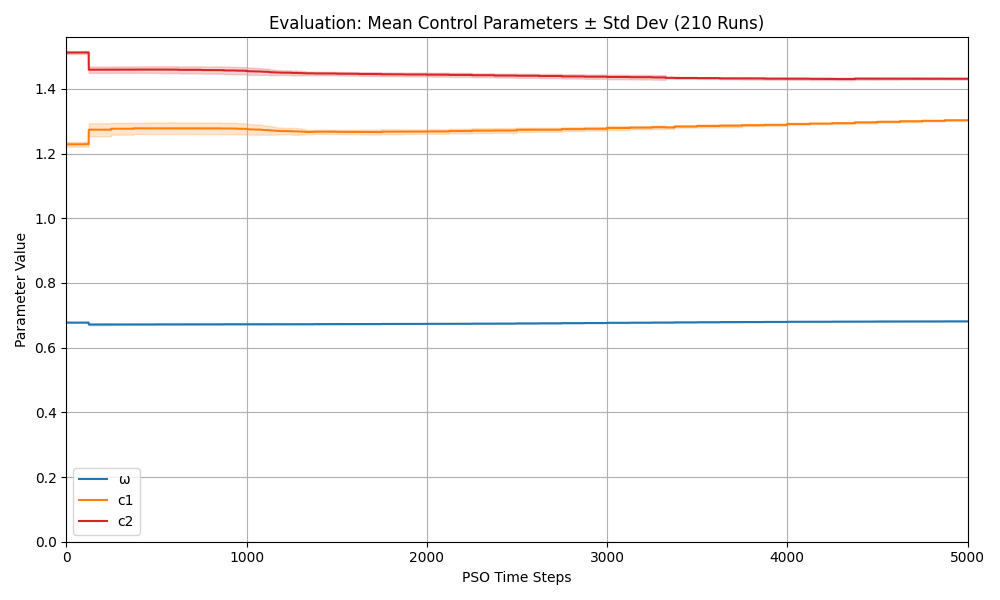 Evaluation: Mean Control Parameters ± Std Dev (210 Runs)
Parameter Value
1.4
1.2
1.0
0.8
0.6
0.4
0.2
0.0
ω
c1
c2
0 1000 2000 3000 4000 5000
PSO Time Steps